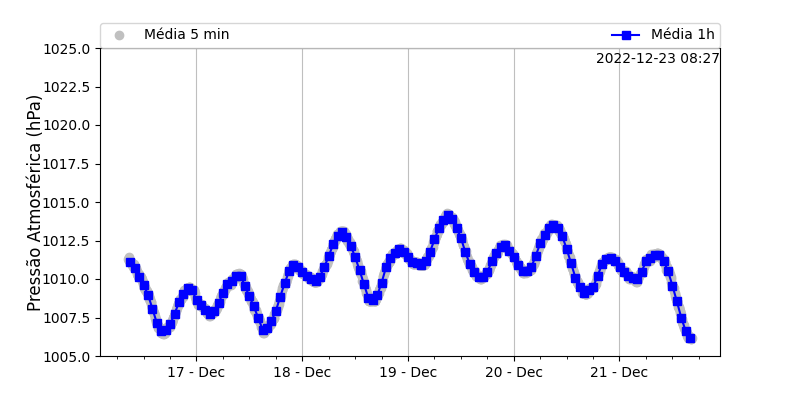 Média 5 min
Média 1h
2022-12-23 08:27
Pressão Atmosférica (hPa)
1025.0
1022.5
1020.0
1017.5
1015.0
1012.5
1010.0
1007.5
1005.0
17 - Dec
18 - Dec
19 - Dec
20 - Dec
21 - Dec